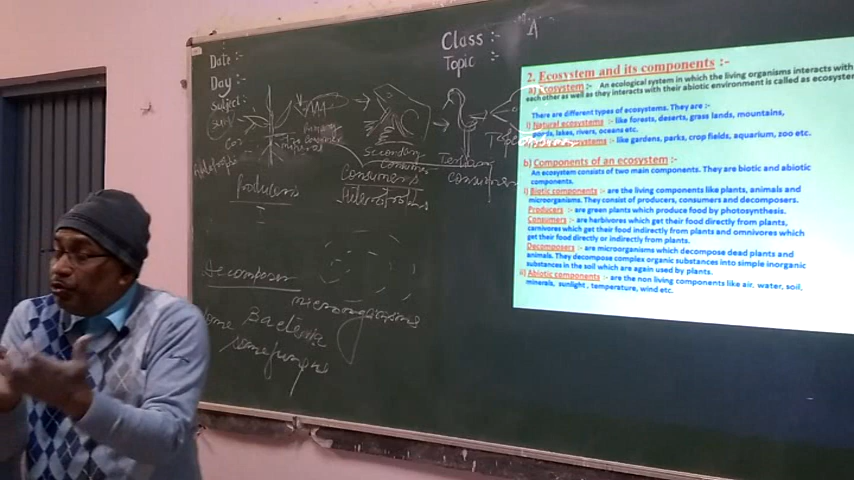 Date :-
Day :-
Subject :-
Class :- A
Topic :-
Secondary
Consumers
Tertiary
consumers
Producers
I
Consumers
Decomposers
microorganisms
Some Bacteria
some fungi
2. Ecosystem and its components :-
a) Ecosystem :- An ecological system in which the living organisms interacts with
each other as well as they interacts with their abiotic environment is called as ecosystem
There are different types of ecosystems. They are :-
i) Natural ecosystems :- like forests, deserts, grass lands, mountains,
ponds, lakes, rivers, oceans etc.
ecosystems :- like gardens, parks, crop fields, aquarium, zoo etc.
b) Components of an ecosystem :-
An ecosystem consists of two main components. They are biotic and abiotic
components.
i) Biotic components :- are the living components like plants, animals and
microorganisms. They consist of producers, consumers and decomposers.
Producers :- are green plants which produce food by photosynthesis.
Consumers :- are herbivores which get their food directly from plants,
carnivores which get their food indirectly from plants and omnivores which
get their food directly or indirectly from plants.
Decomposers :- are microorganisms which decompose dead plants and
animals. They decompose complex organic substances into simple inorganic
substances in the soil which are again used by plants.
ii) Abiotic components :- are the non living components like air, water, soil,
minerals, sunlight , temperature, wind etc.